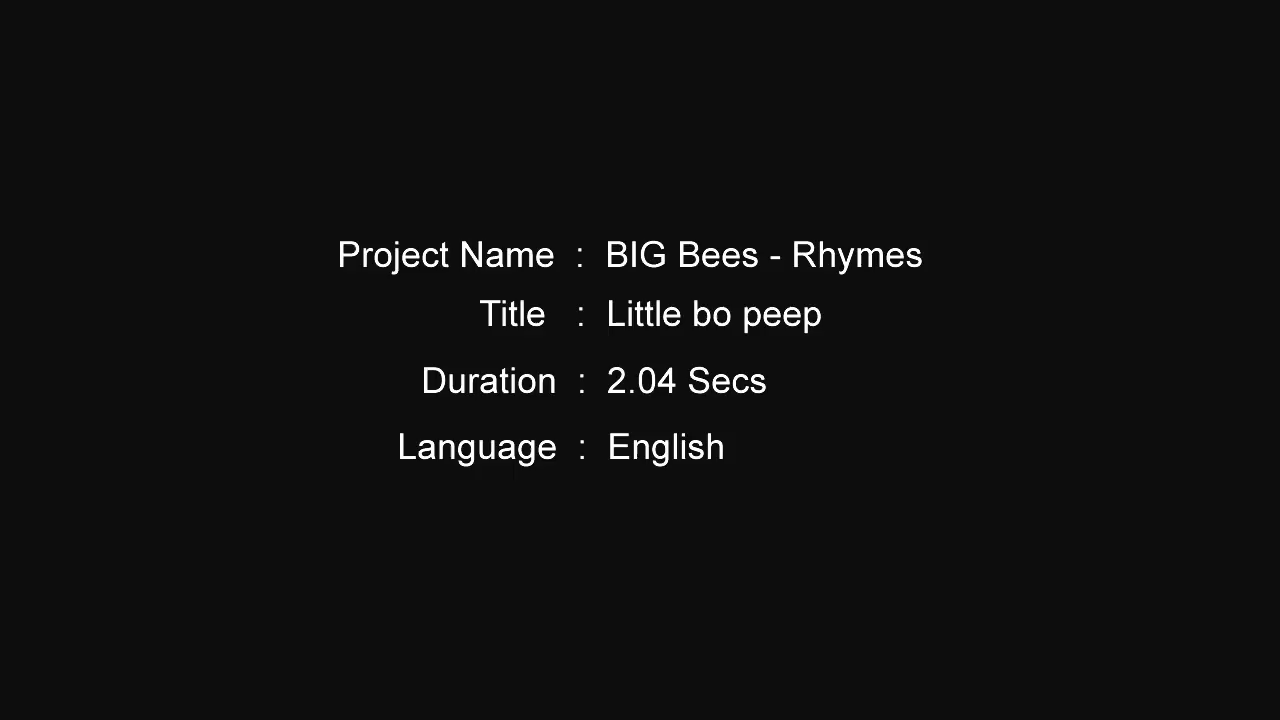 Project Name : BIG Bees - Rhymes
Title : Little bo peep
Duration : 2.04 Secs
Language : English